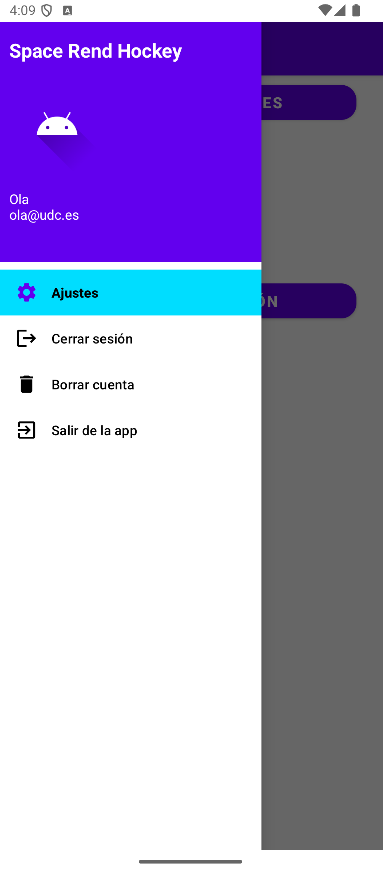 4:09
A
Space Rend Hockey
ES
Ola
ola@udc.es
Ajustes
ÓN
Cerrar sesión
Borrar cuenta
Salir de la app